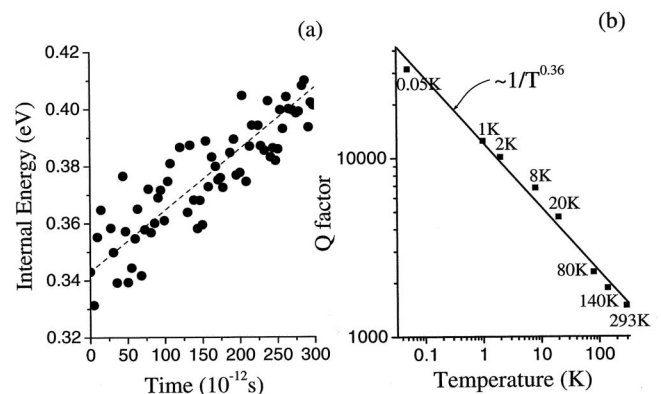 (a)
0.42
0.40
0.38
0.36
0.34
0.32
Internal Energy (eV)
0 50 100 150 200 250 300
Time (10⁻¹²s)
(b)
~1/T⁰·³⁶
0.05K
1K
2K
8K
20K
80K
140K
293K
10000
1000
Q factor
0.1 1 10 100
Temperature (K)